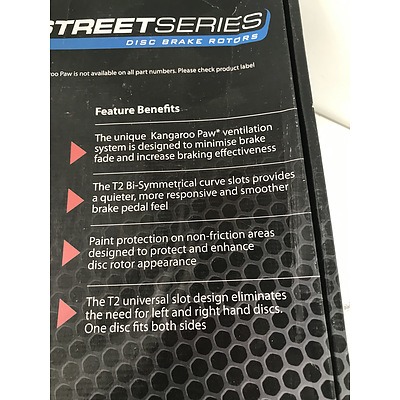 STREETSERIES
DISC BRAKE ROTORS
roo Paw is not available on all part numbers. Please check product label
Feature Benefits
The unique Kangaroo Paw* ventilation
system is designed to minimise brake
fade and increase braking effectiveness
The T2 Bi-Symmetrical curve slots provides
a quieter, more responsive and smoother
brake pedal feel
Paint protection on non-friction areas
designed to protect and enhance
disc rotor appearance
The T2 universal slot design eliminates
the need for left and right hand discs.
One disc fits both sides